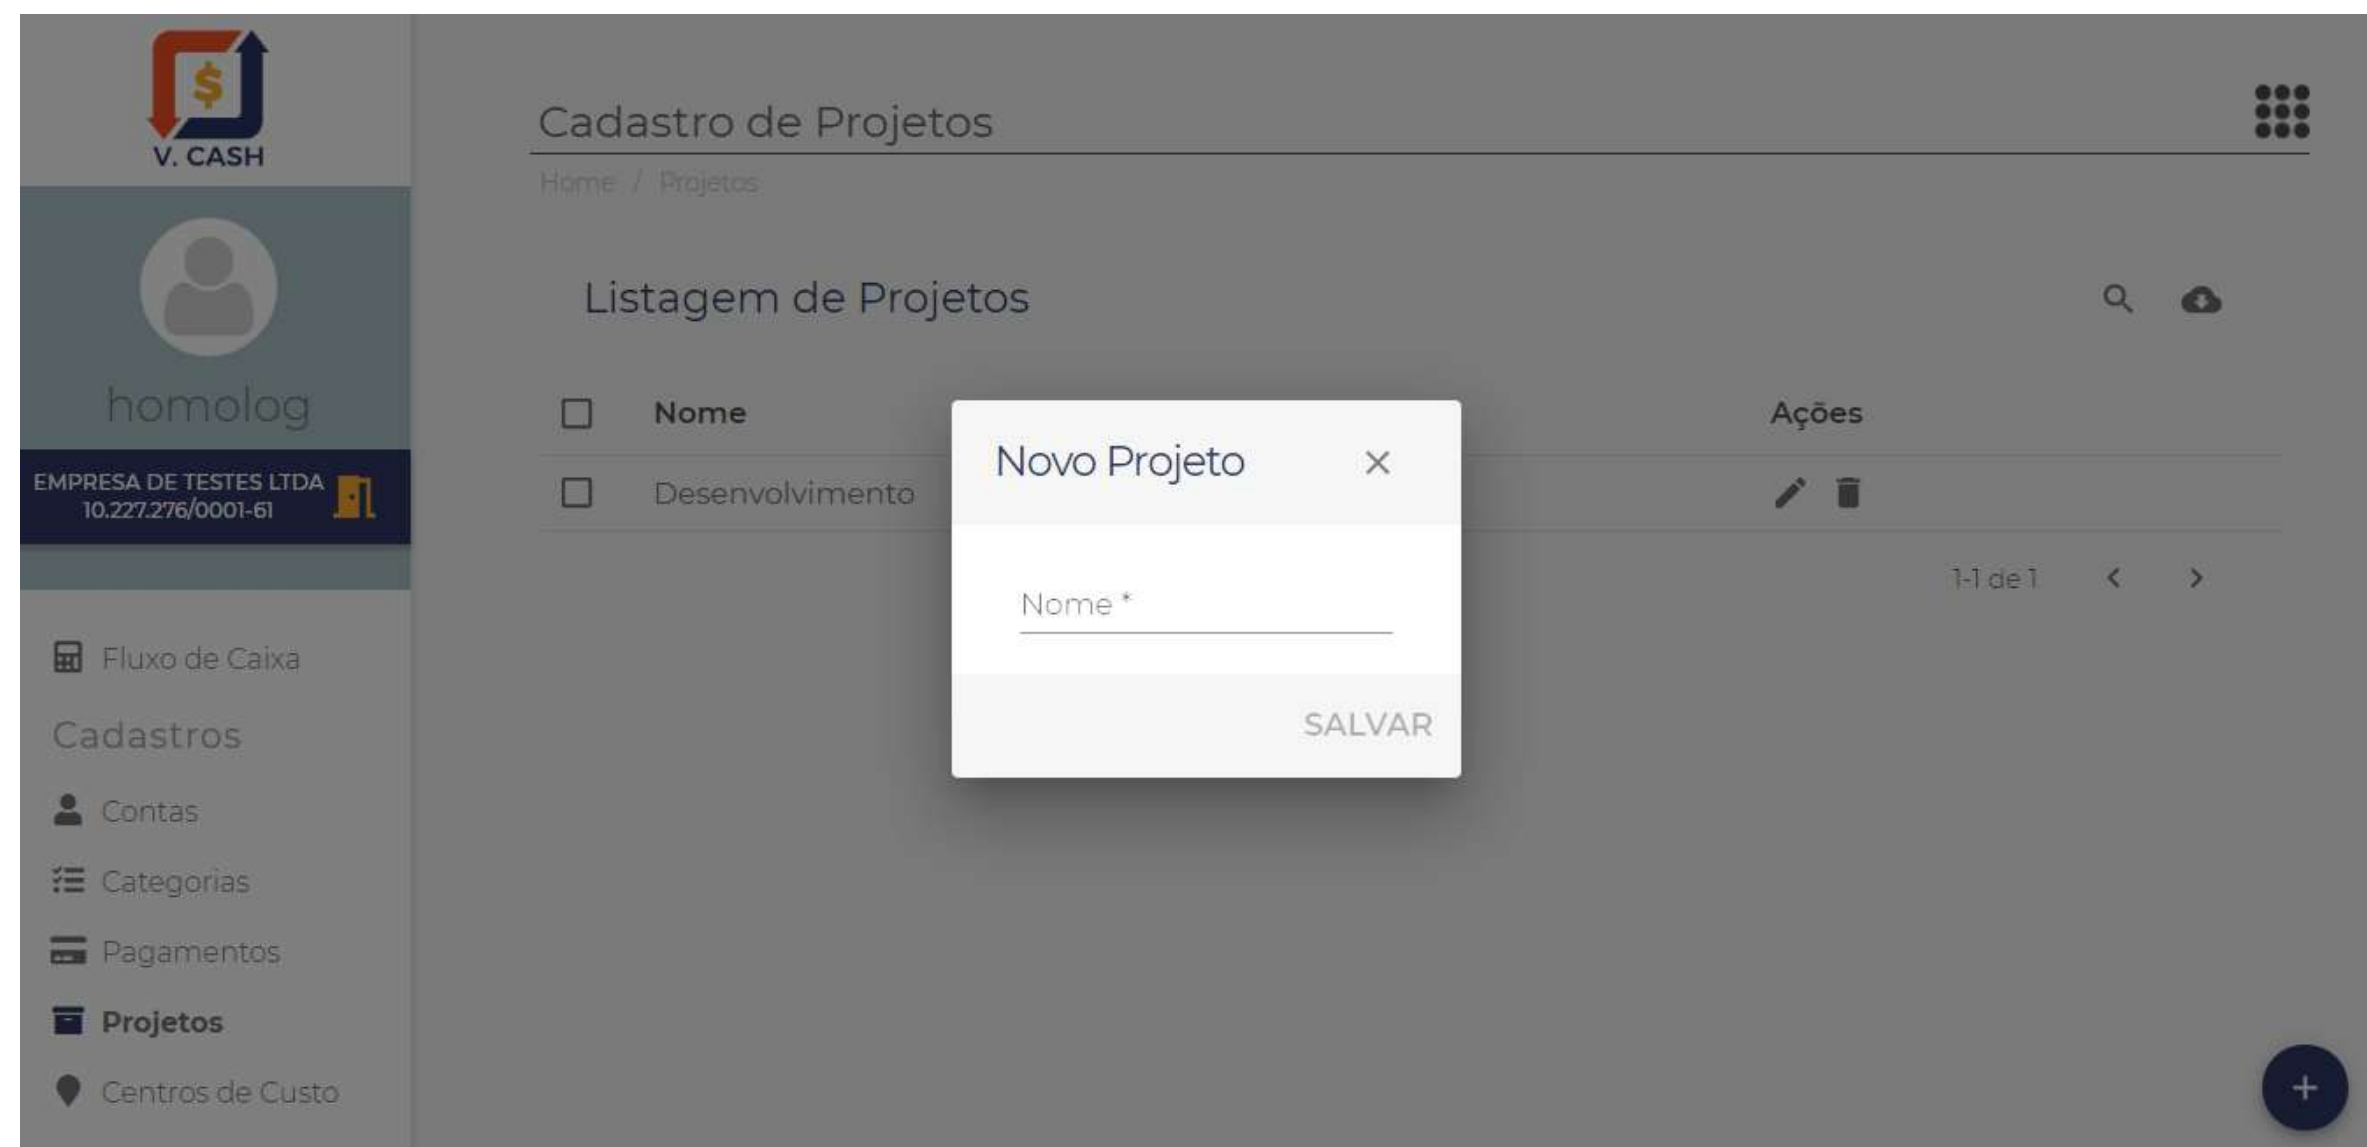 V. CASH
homolog
EMPRESA DE TESTES LTDA
10.227.276/0001-61
Fluxo de Caixa
Cadastros
Contas
Categorias
Pagamentos
Projetos
Centros de Custo
Cadastro de Projetos
Home / Projetos
Listagem de Projetos
Nome Ações
Desenvolvimento
1-1 de 1
Novo Projeto
Nome *
SALVAR